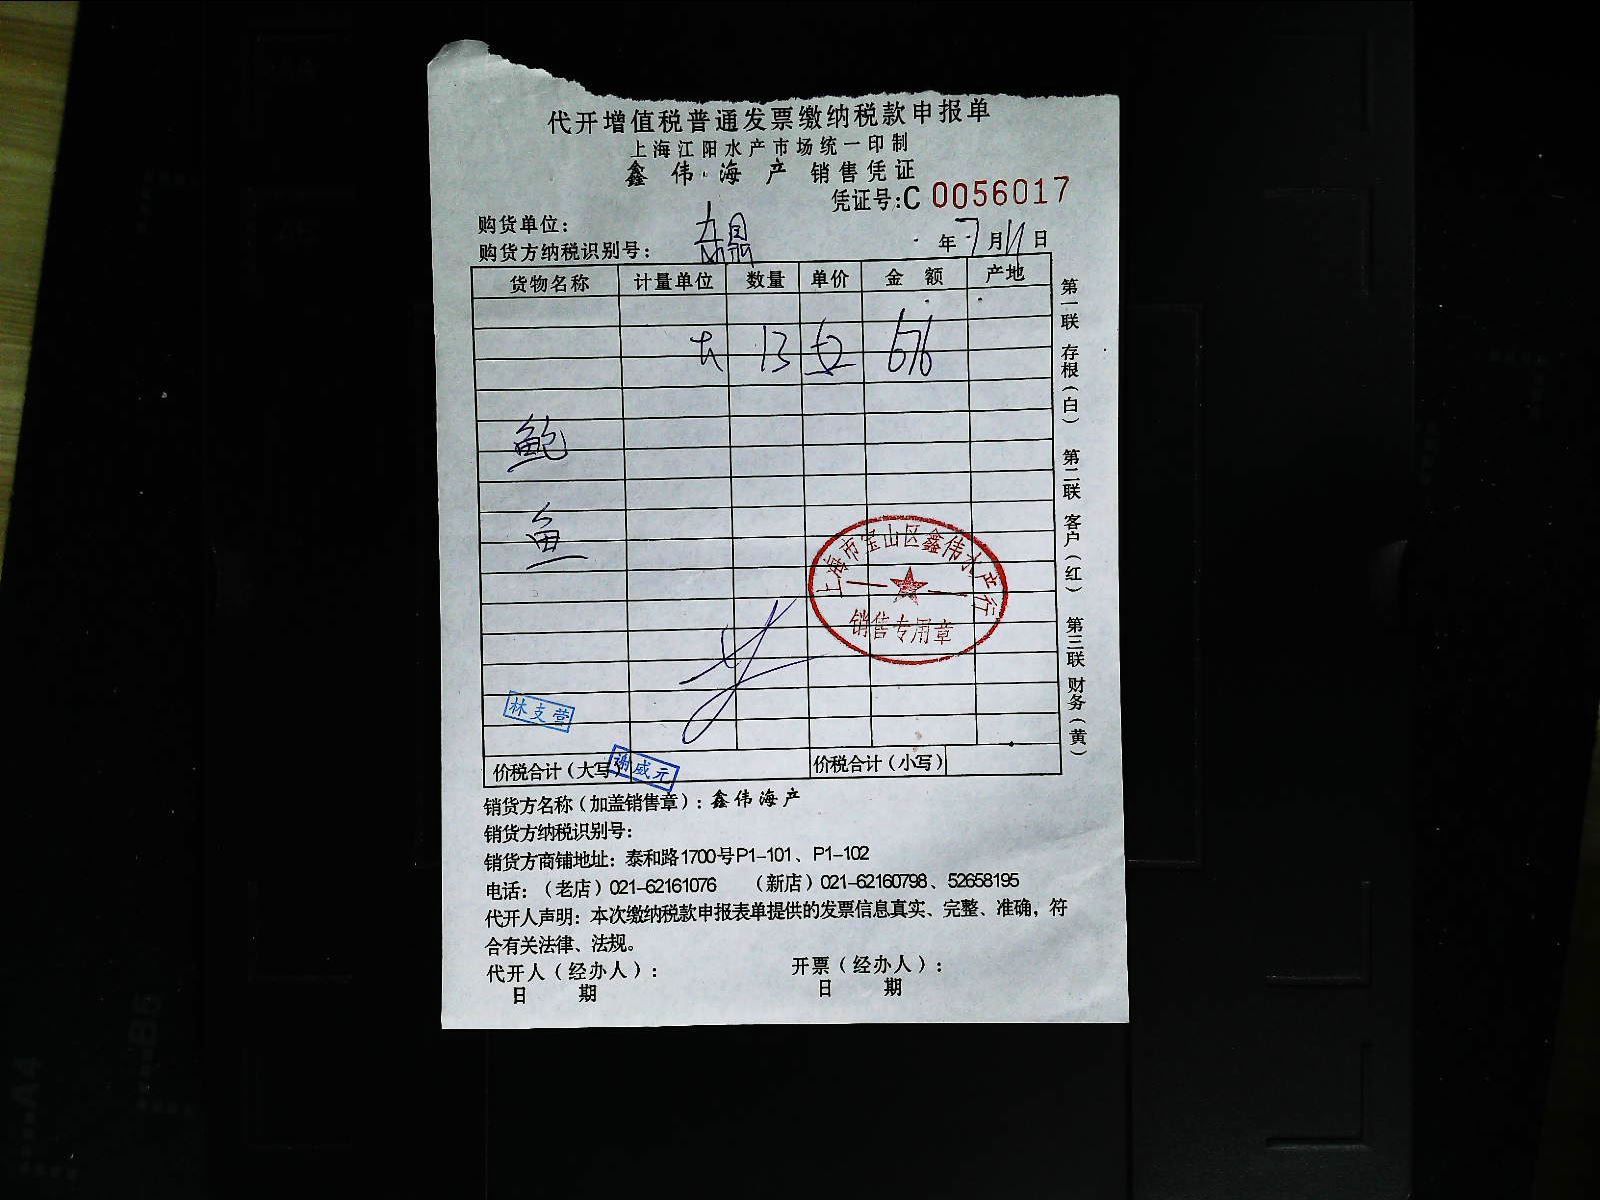 代开增值税普通发票缴纳税款申报单
上海江阳水产市场统一印制
鑫伟海产 销售凭证
凭证号:C 0056017
购货单位:
购货方纳税识别号:
年7月11日
货物名称 计量单位 数量 单价 金额 产地
13 676
鲍
鱼
上海市宝山区鑫伟水产行
销售专用章
林支营
谢威元
价税合计(大写) 价税合计(小写)
销货方名称(加盖销售章):鑫伟海产
销货方纳税识别号:
销货方商铺地址:泰和路1700号P1-101、P1-102
电话:(老店)021-62161076 (新店)021-62160798、52658195
代开人声明:本次缴纳税款申报表单提供的发票信息真实、完整、准确,符
合有关法律、法规。
代开人(经办人): 开票(经办人):
日期 日期
第一联 存根(白) 第二联 客户(红) 第三联 财务(黄)
A4
B5